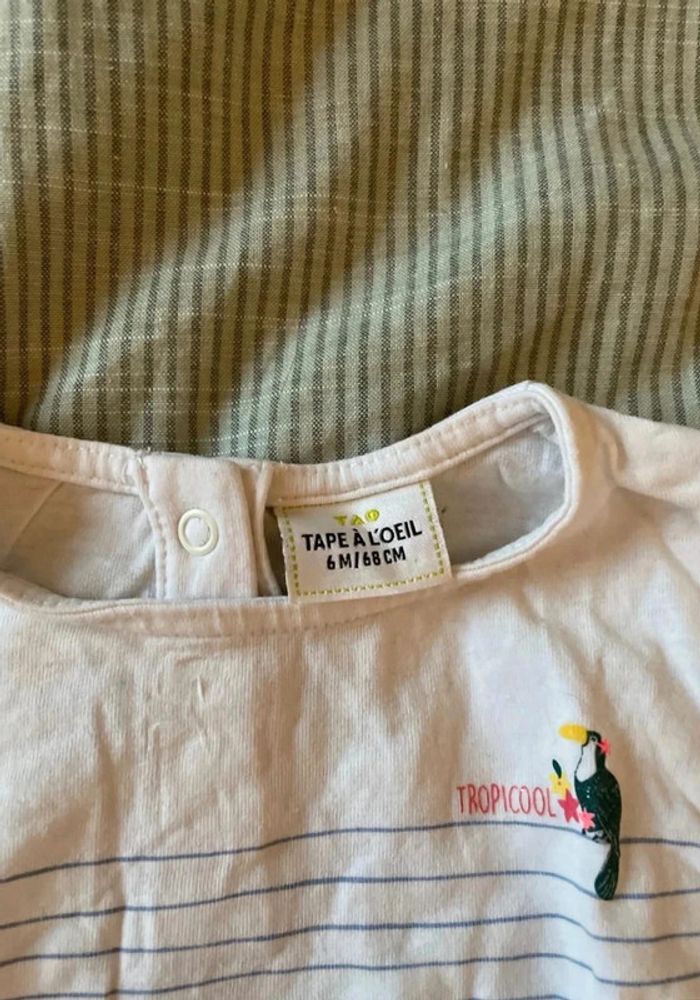 TAO
TAPE À L'OEIL
6M/68CM
TROPICOOL